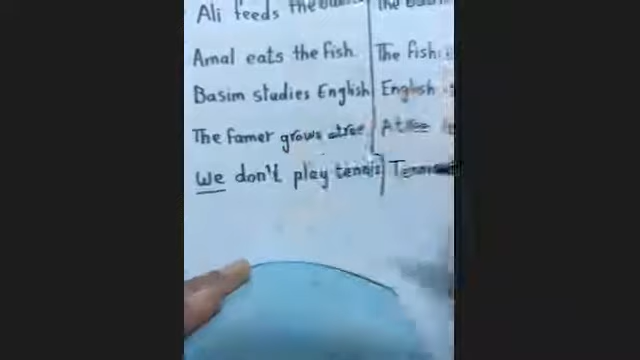 Ali feeds the
Amal eats the fish The fish
Basim studies English English
The famer grows atree A tree
We don't play tennis Tennis